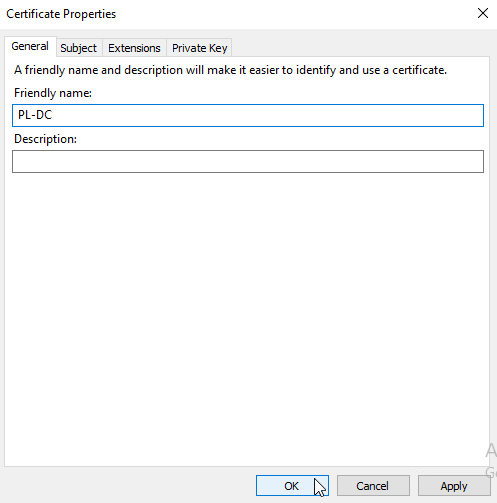 Certificate Properties
General Subject Extensions Private Key
A friendly name and description will make it easier to identify and use a certificate.
Friendly name:
PL-DC
Description:
OK Cancel Apply